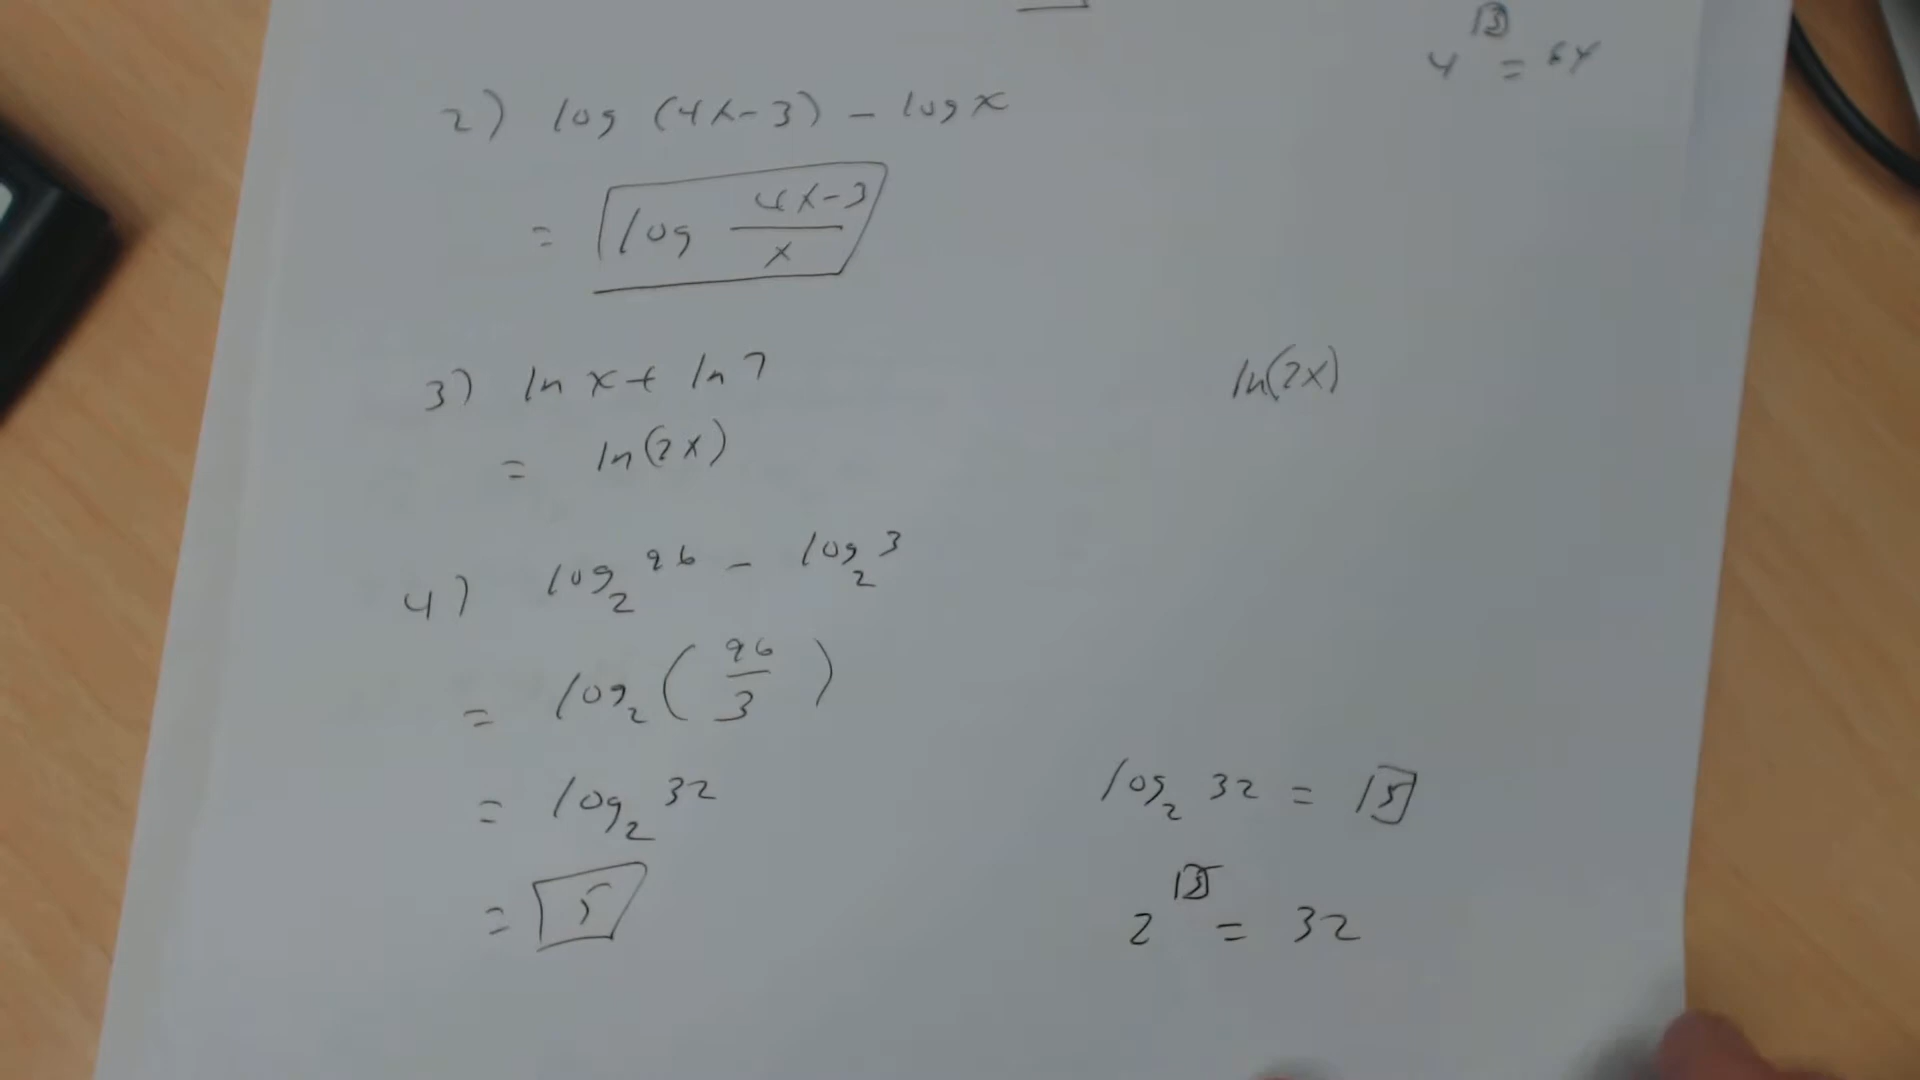 4^3 = 64
2) log (4x-3) - log x
= log (4x-3)/x
3) ln x + ln 7
ln(7x)
= ln(7x)
4) log_2 96 - log_2 3
= log_2 (96/3)
= log_2 32
log_2 32 = 5
= 5
2^5 = 32